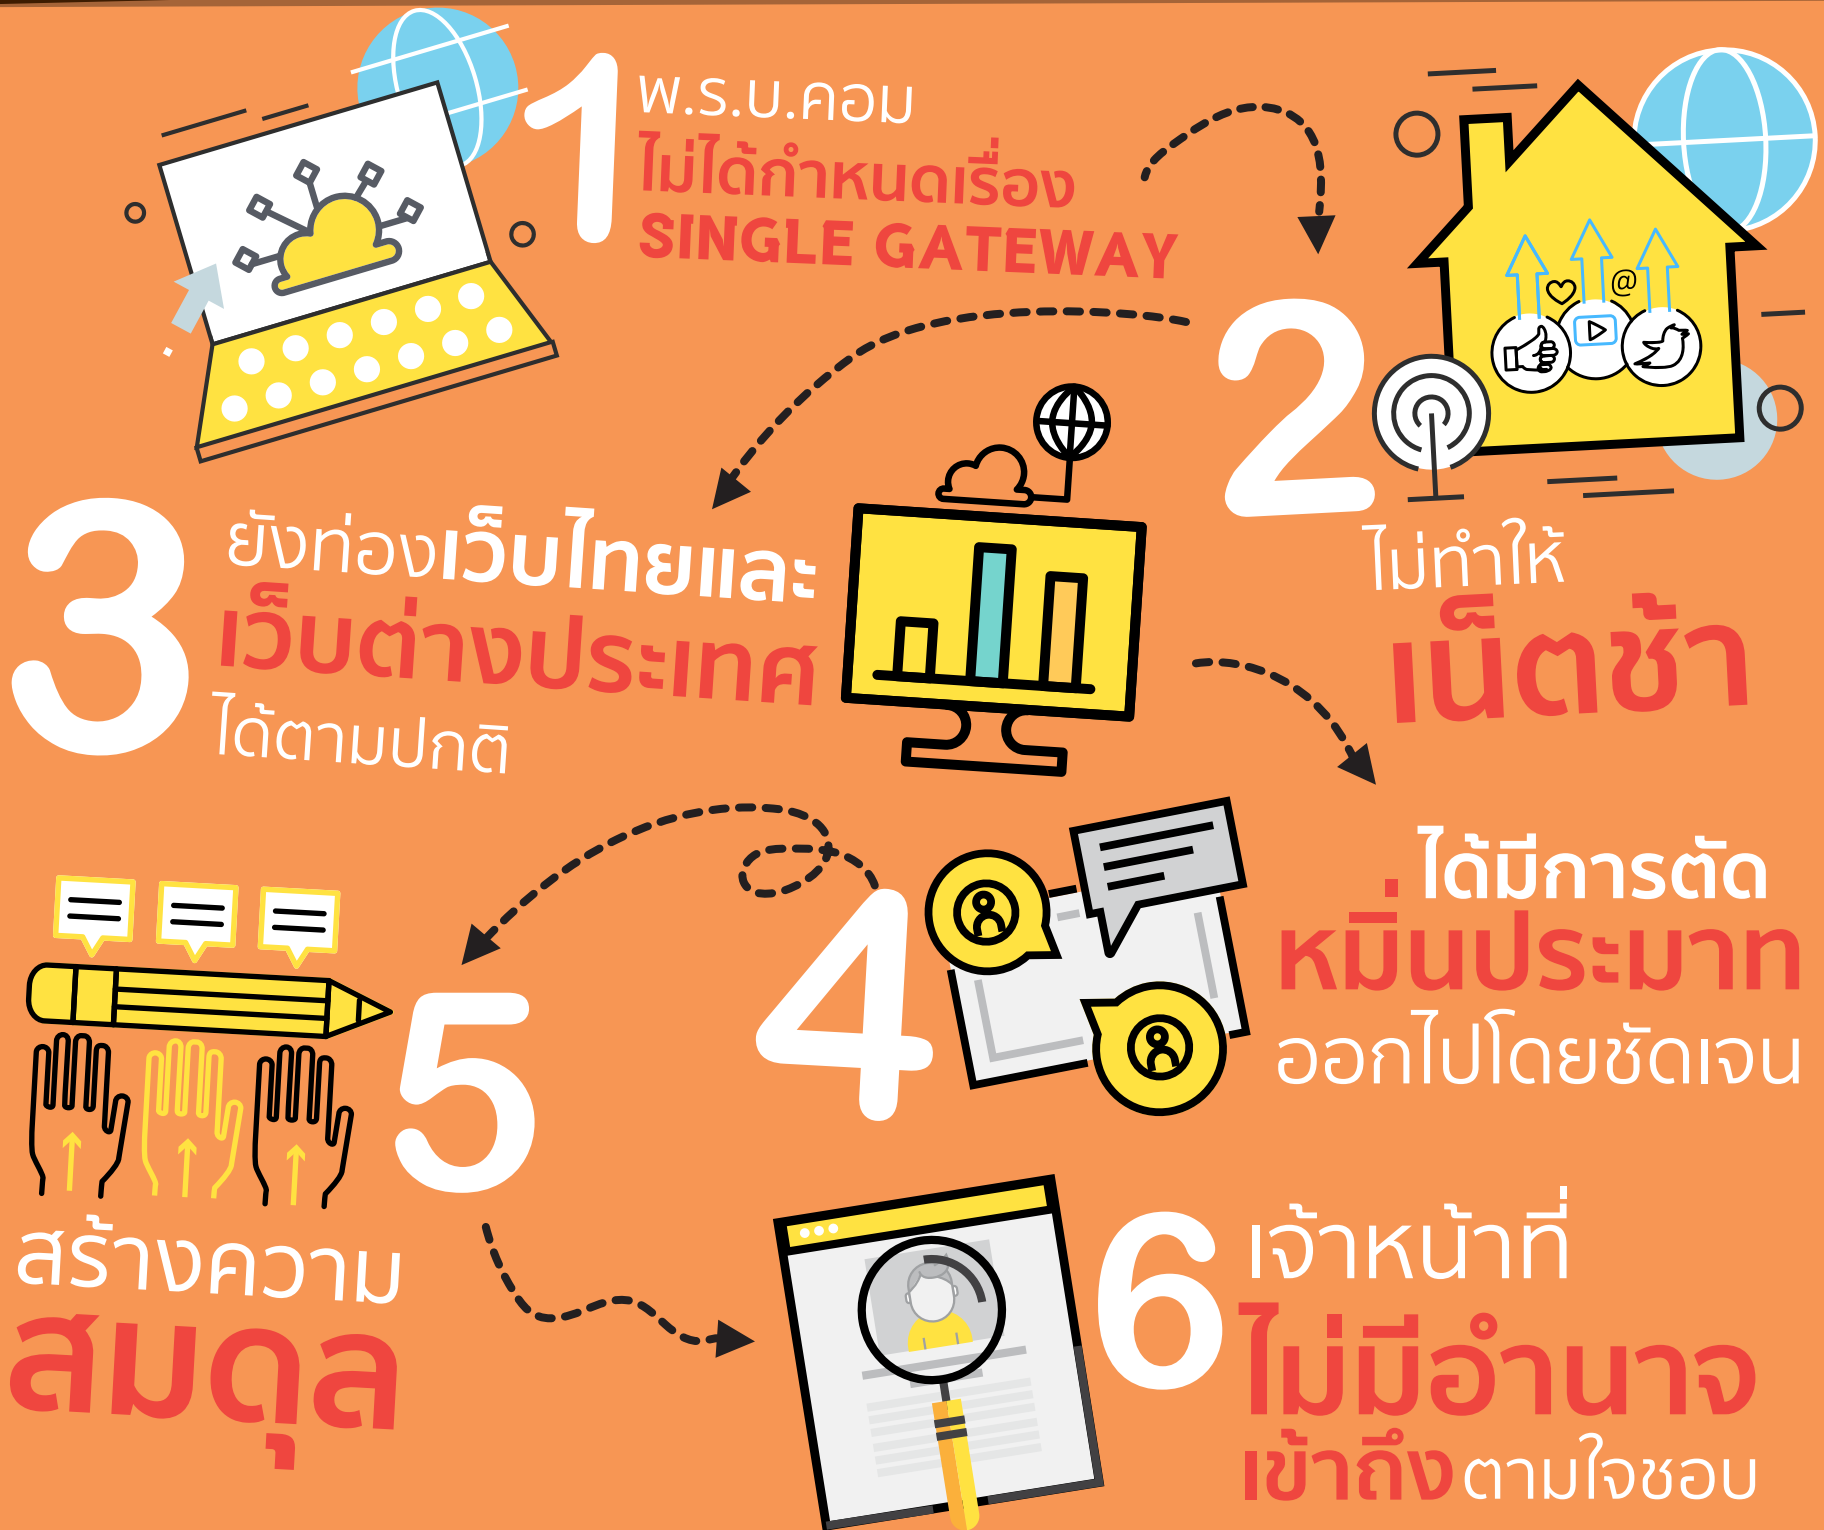 1
พ.ร.บ.คอม
ไม่ได้กำหนดเรื่อง
SINGLE GATEWAY
2
ไม่ทำให้
เน็ตช้า
3
ยังท่องเว็บไทยและ
เว็บต่างประเทศ
ได้ตามปกติ
4
ได้มีการตัด
หมิ่นประมาท
ออกไปโดยชัดเจน
5
สร้างความ
สมดุล
6
เจ้าหน้าที่
ไม่มีอำนาจ
เข้าถึงตามใจชอบ
@